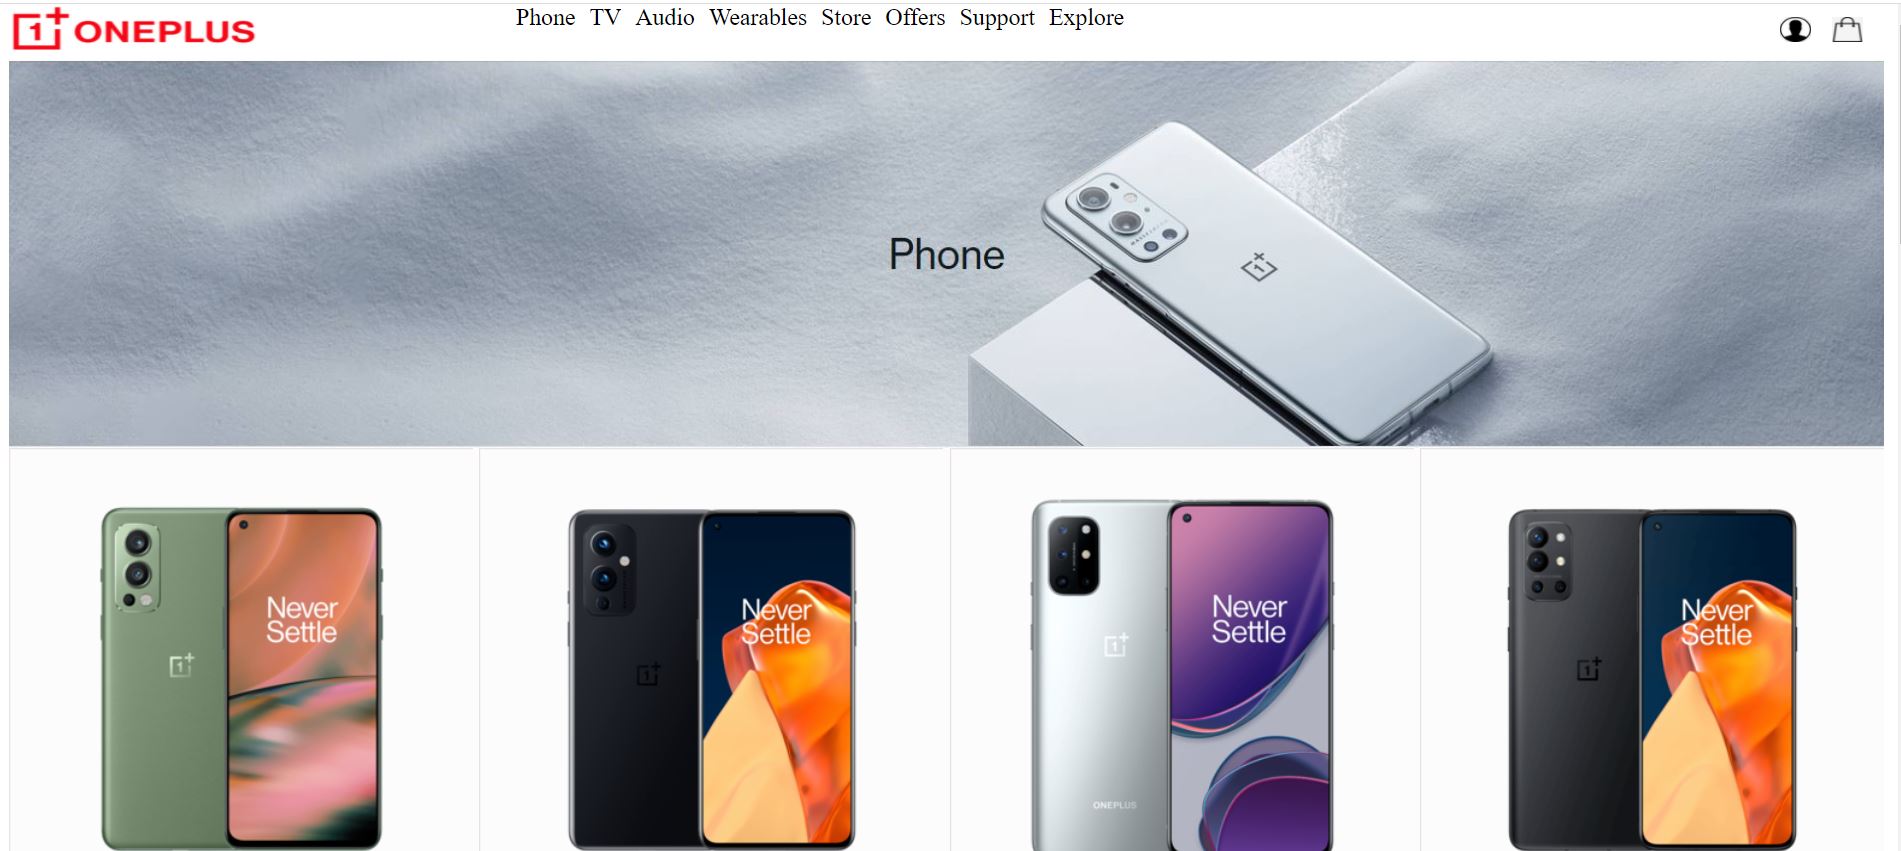 1+ ONEPLUS
Phone TV Audio Wearables Store Offers Support Explore
Phone
Never
Settle
Never
Settle
Never
Settle
ONEPLUS
Never
Settle